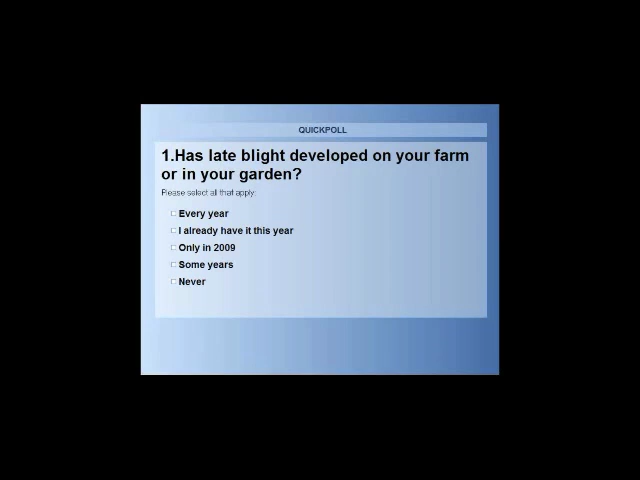 QUICKPOLL
1.Has late blight developed on your farm
or in your garden?
Please select all that apply:
Every year
I already have it this year
Only in 2009
Some years
Never